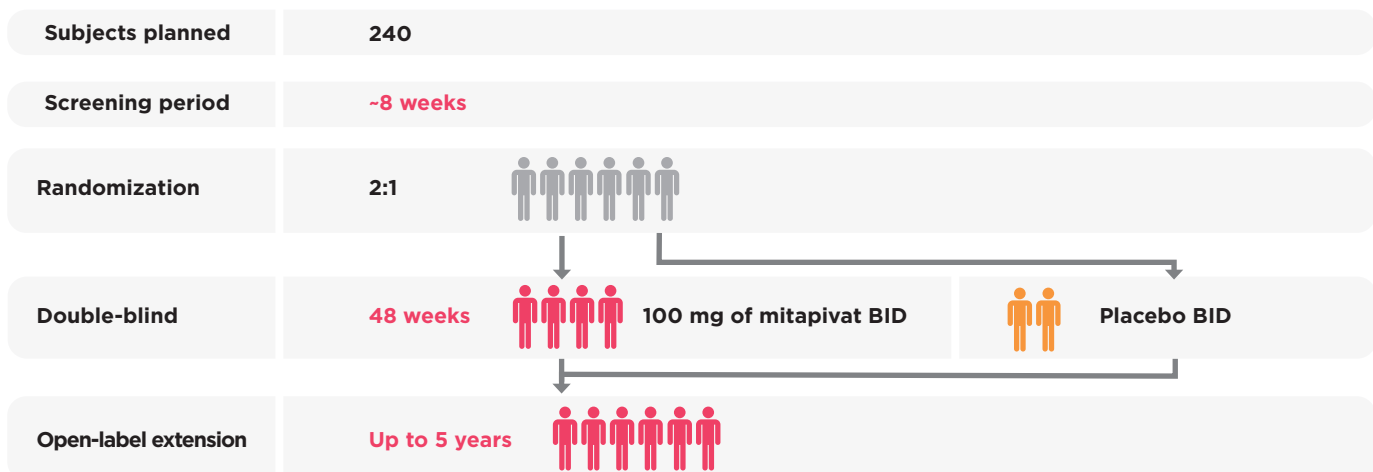 Subjects planned 240
Screening period ~8 weeks
Randomization 2:1
Double-blind 48 weeks 100 mg of mitapivat BID Placebo BID
Open-label extension Up to 5 years